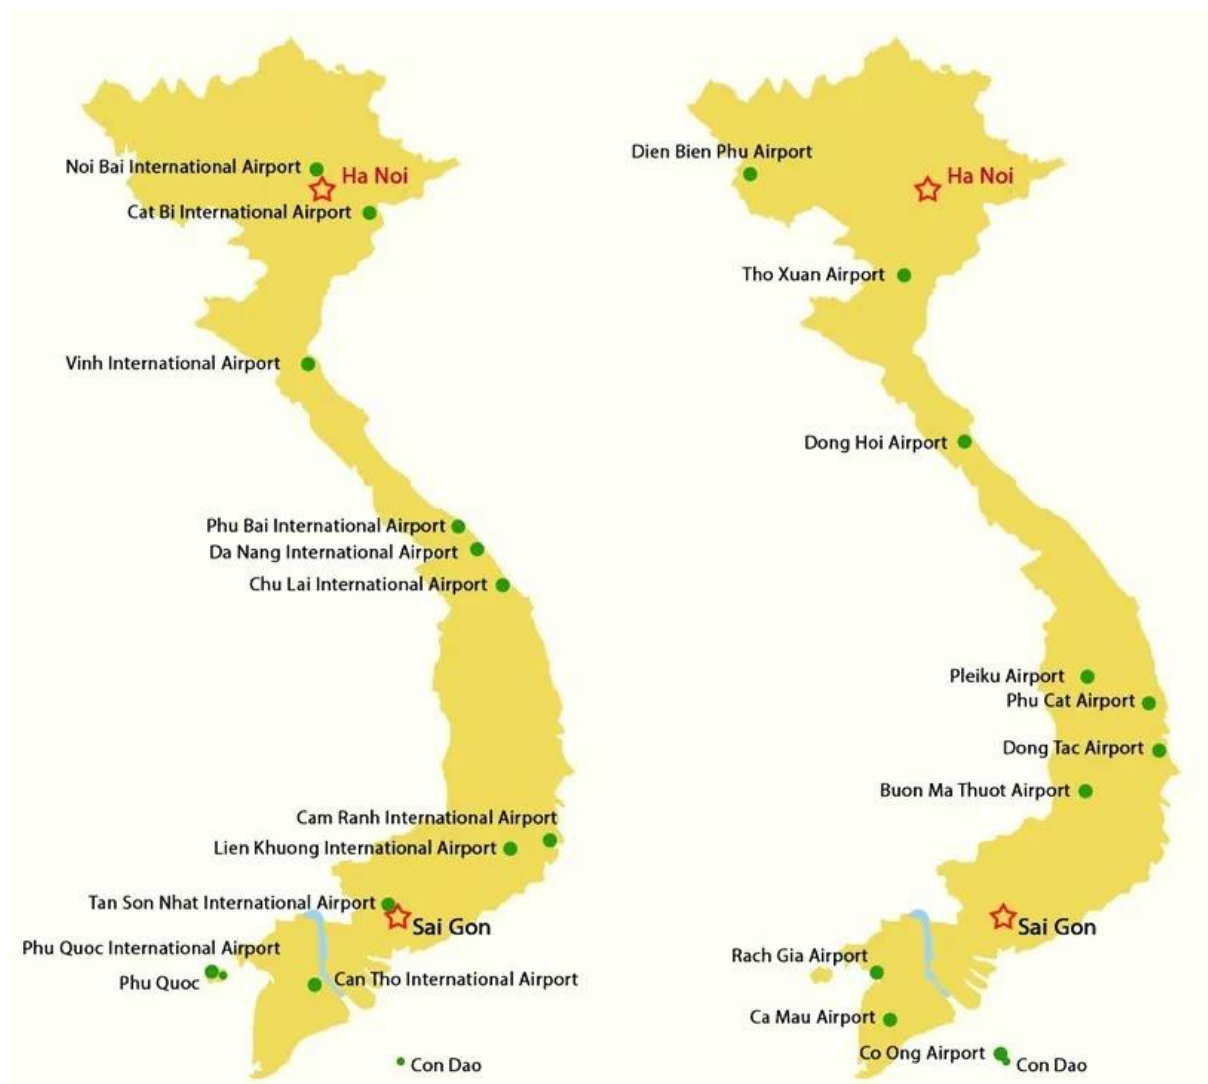 Noi Bai International Airport
Ha Noi
Cat Bi International Airport
Vinh International Airport
Phu Bai International Airport
Da Nang International Airport
Chu Lai International Airport
Cam Ranh International Airport
Lien Khuong International Airport
Tan Son Nhat International Airport
Sai Gon
Phu Quoc International Airport
Phu Quoc
Can Tho International Airport
Con Dao
Dien Bien Phu Airport
Ha Noi
Tho Xuan Airport
Dong Hoi Airport
Pleiku Airport
Phu Cat Airport
Dong Tac Airport
Buon Ma Thuot Airport
Sai Gon
Rach Gia Airport
Ca Mau Airport
Co Ong Airport
Con Dao